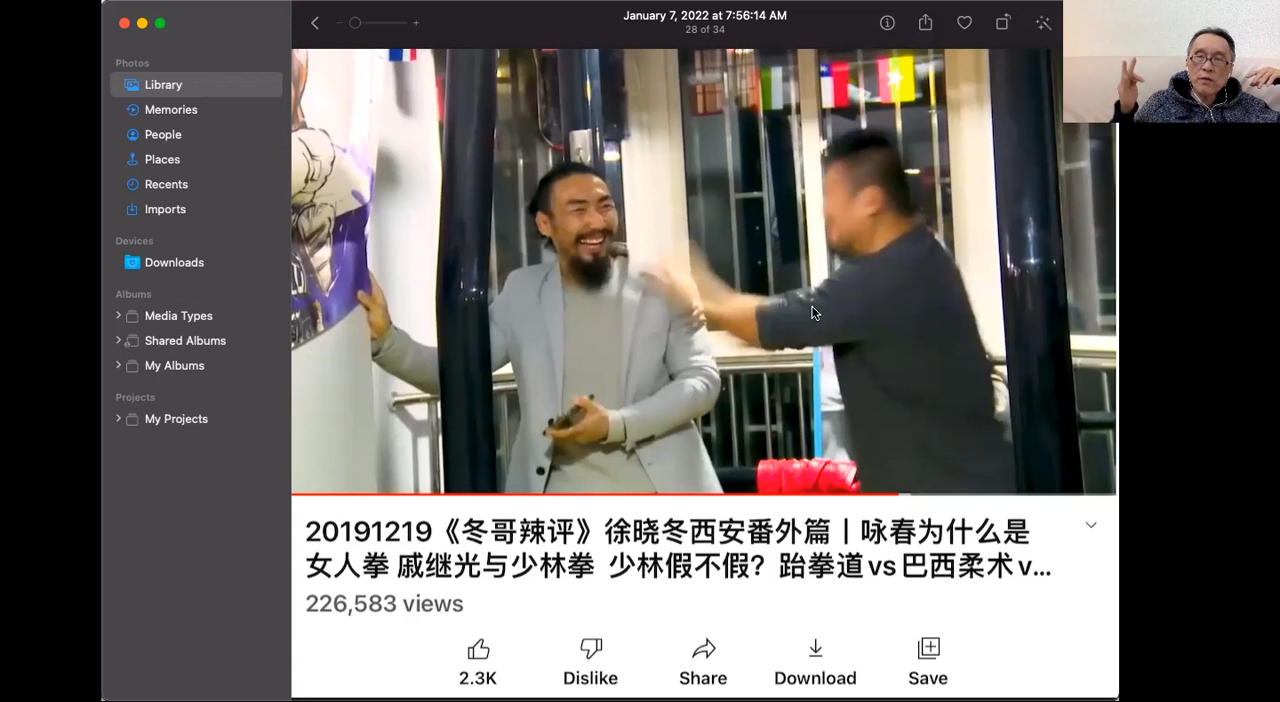 January 7, 2022 at 7:56:14 AM
28 of 34
Photos
Library
Memories
People
Places
Recents
Imports
Devices
Downloads
Albums
Media Types
Shared Albums
My Albums
Projects
My Projects
20191219《冬哥辣评》徐晓冬西安番外篇丨咏春为什么是
女人拳 戚继光与少林拳 少林假不假？跆拳道vs巴西柔术v...
226,583 views
2.3K
Dislike
Share
Download
Save